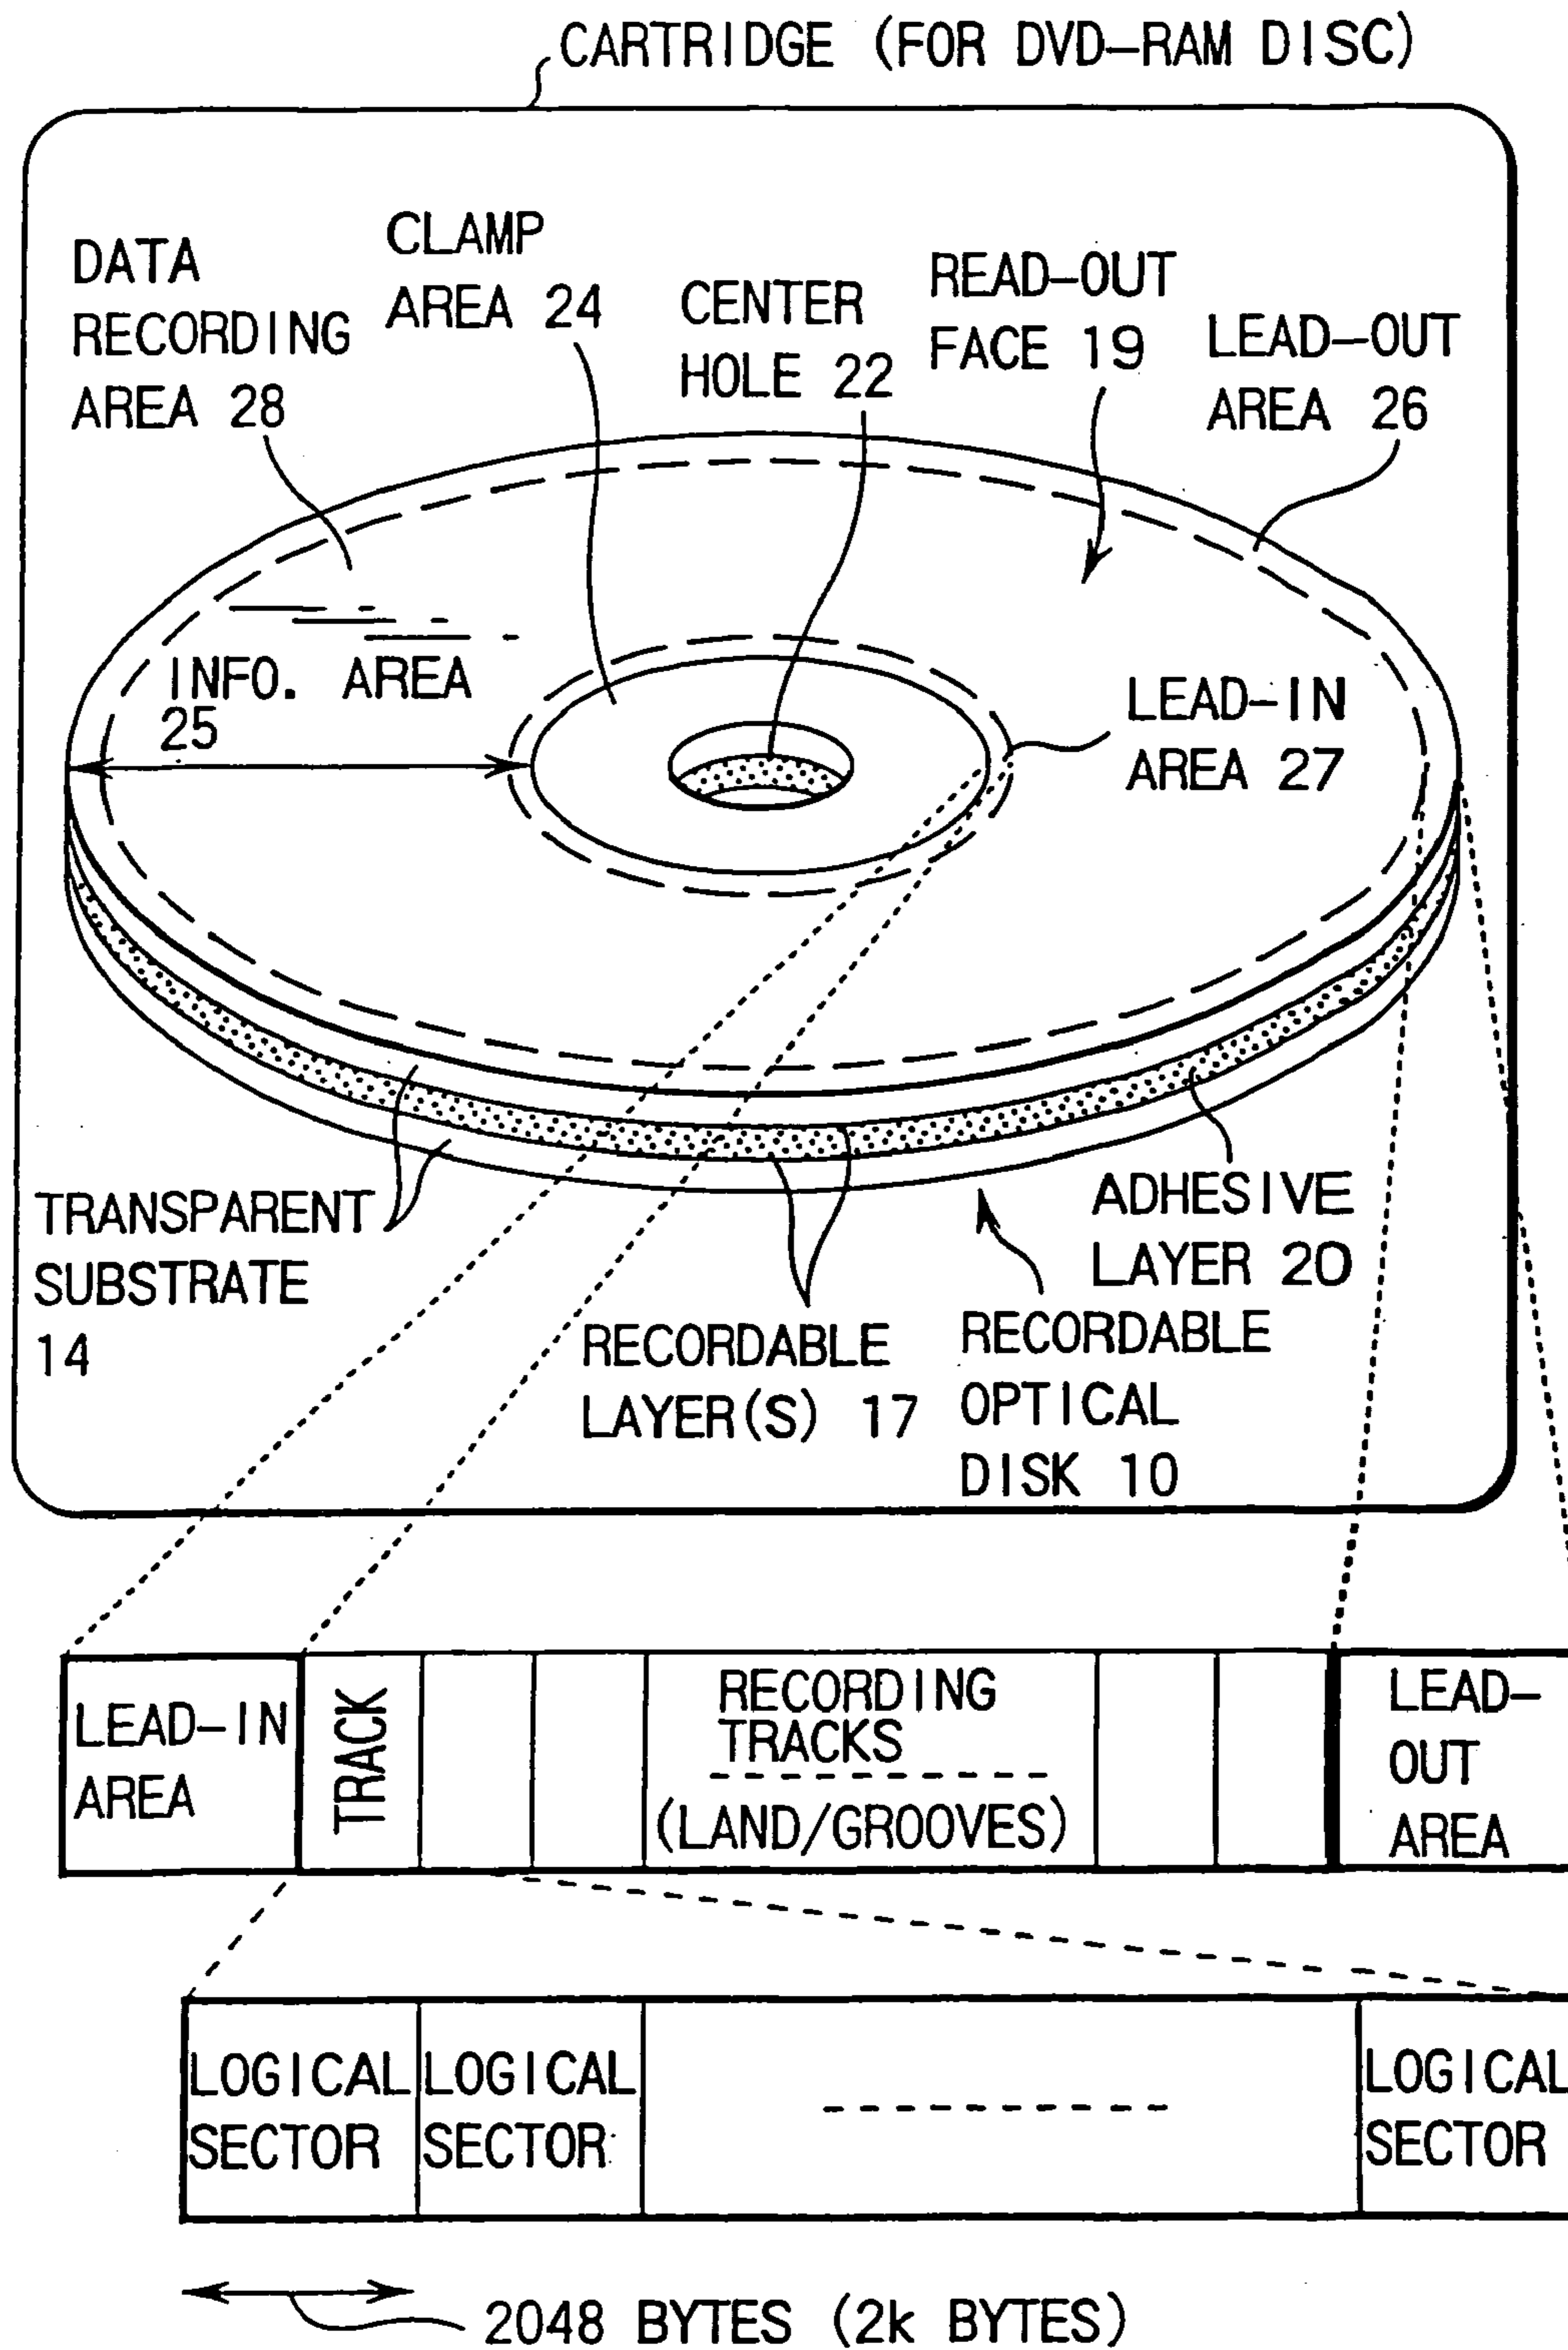 CARTRIDGE (FOR DVD-RAM DISC)
DATA
RECORDING
AREA 28
CLAMP
AREA 24
CENTER
HOLE 22
READ-OUT
FACE 19
LEAD-OUT
AREA 26
INFO. AREA
25
LEAD-IN
AREA 27
TRANSPARENT
SUBSTRATE
14
RECORDABLE
LAYER(S) 17
ADHESIVE
LAYER 20
RECORDABLE
OPTICAL
DISK 10
LEAD-IN
AREA
TRACK
RECORDING
TRACKS
(LAND/GROOVES)
LEAD-
OUT
AREA
LOGICAL
SECTOR
LOGICAL
SECTOR
LOGICAL
SECTOR
2048 BYTES (2k BYTES)